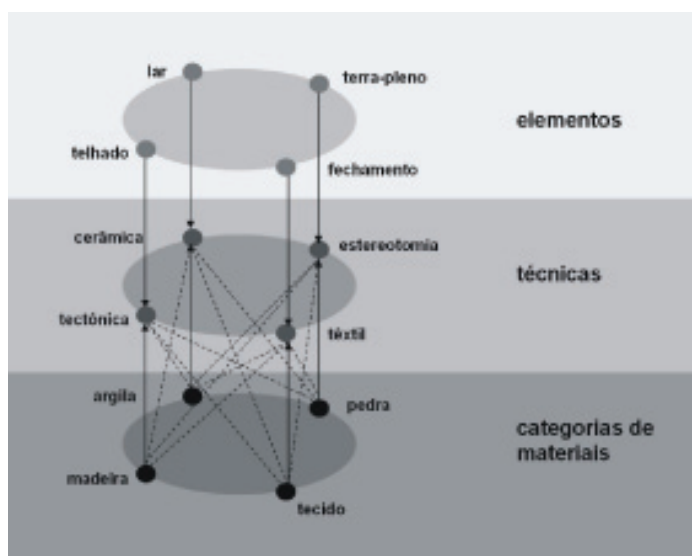 lar
terra-pleno
elementos
telhado
fechamento
cerâmica
estereotomia
técnicas
tectônica
têxtil
argila
pedra
categorias de
materiais
madeira
tecido